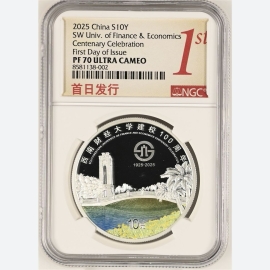 2025 China S10Y
SW Univ. of Finance & Economics
Centenary Celebration
First Day of Issue
PF 70 ULTRA CAMEO
8581138-002
首日发行
1st
NGC
西南财经大学建校100周年
1925-2025
10元